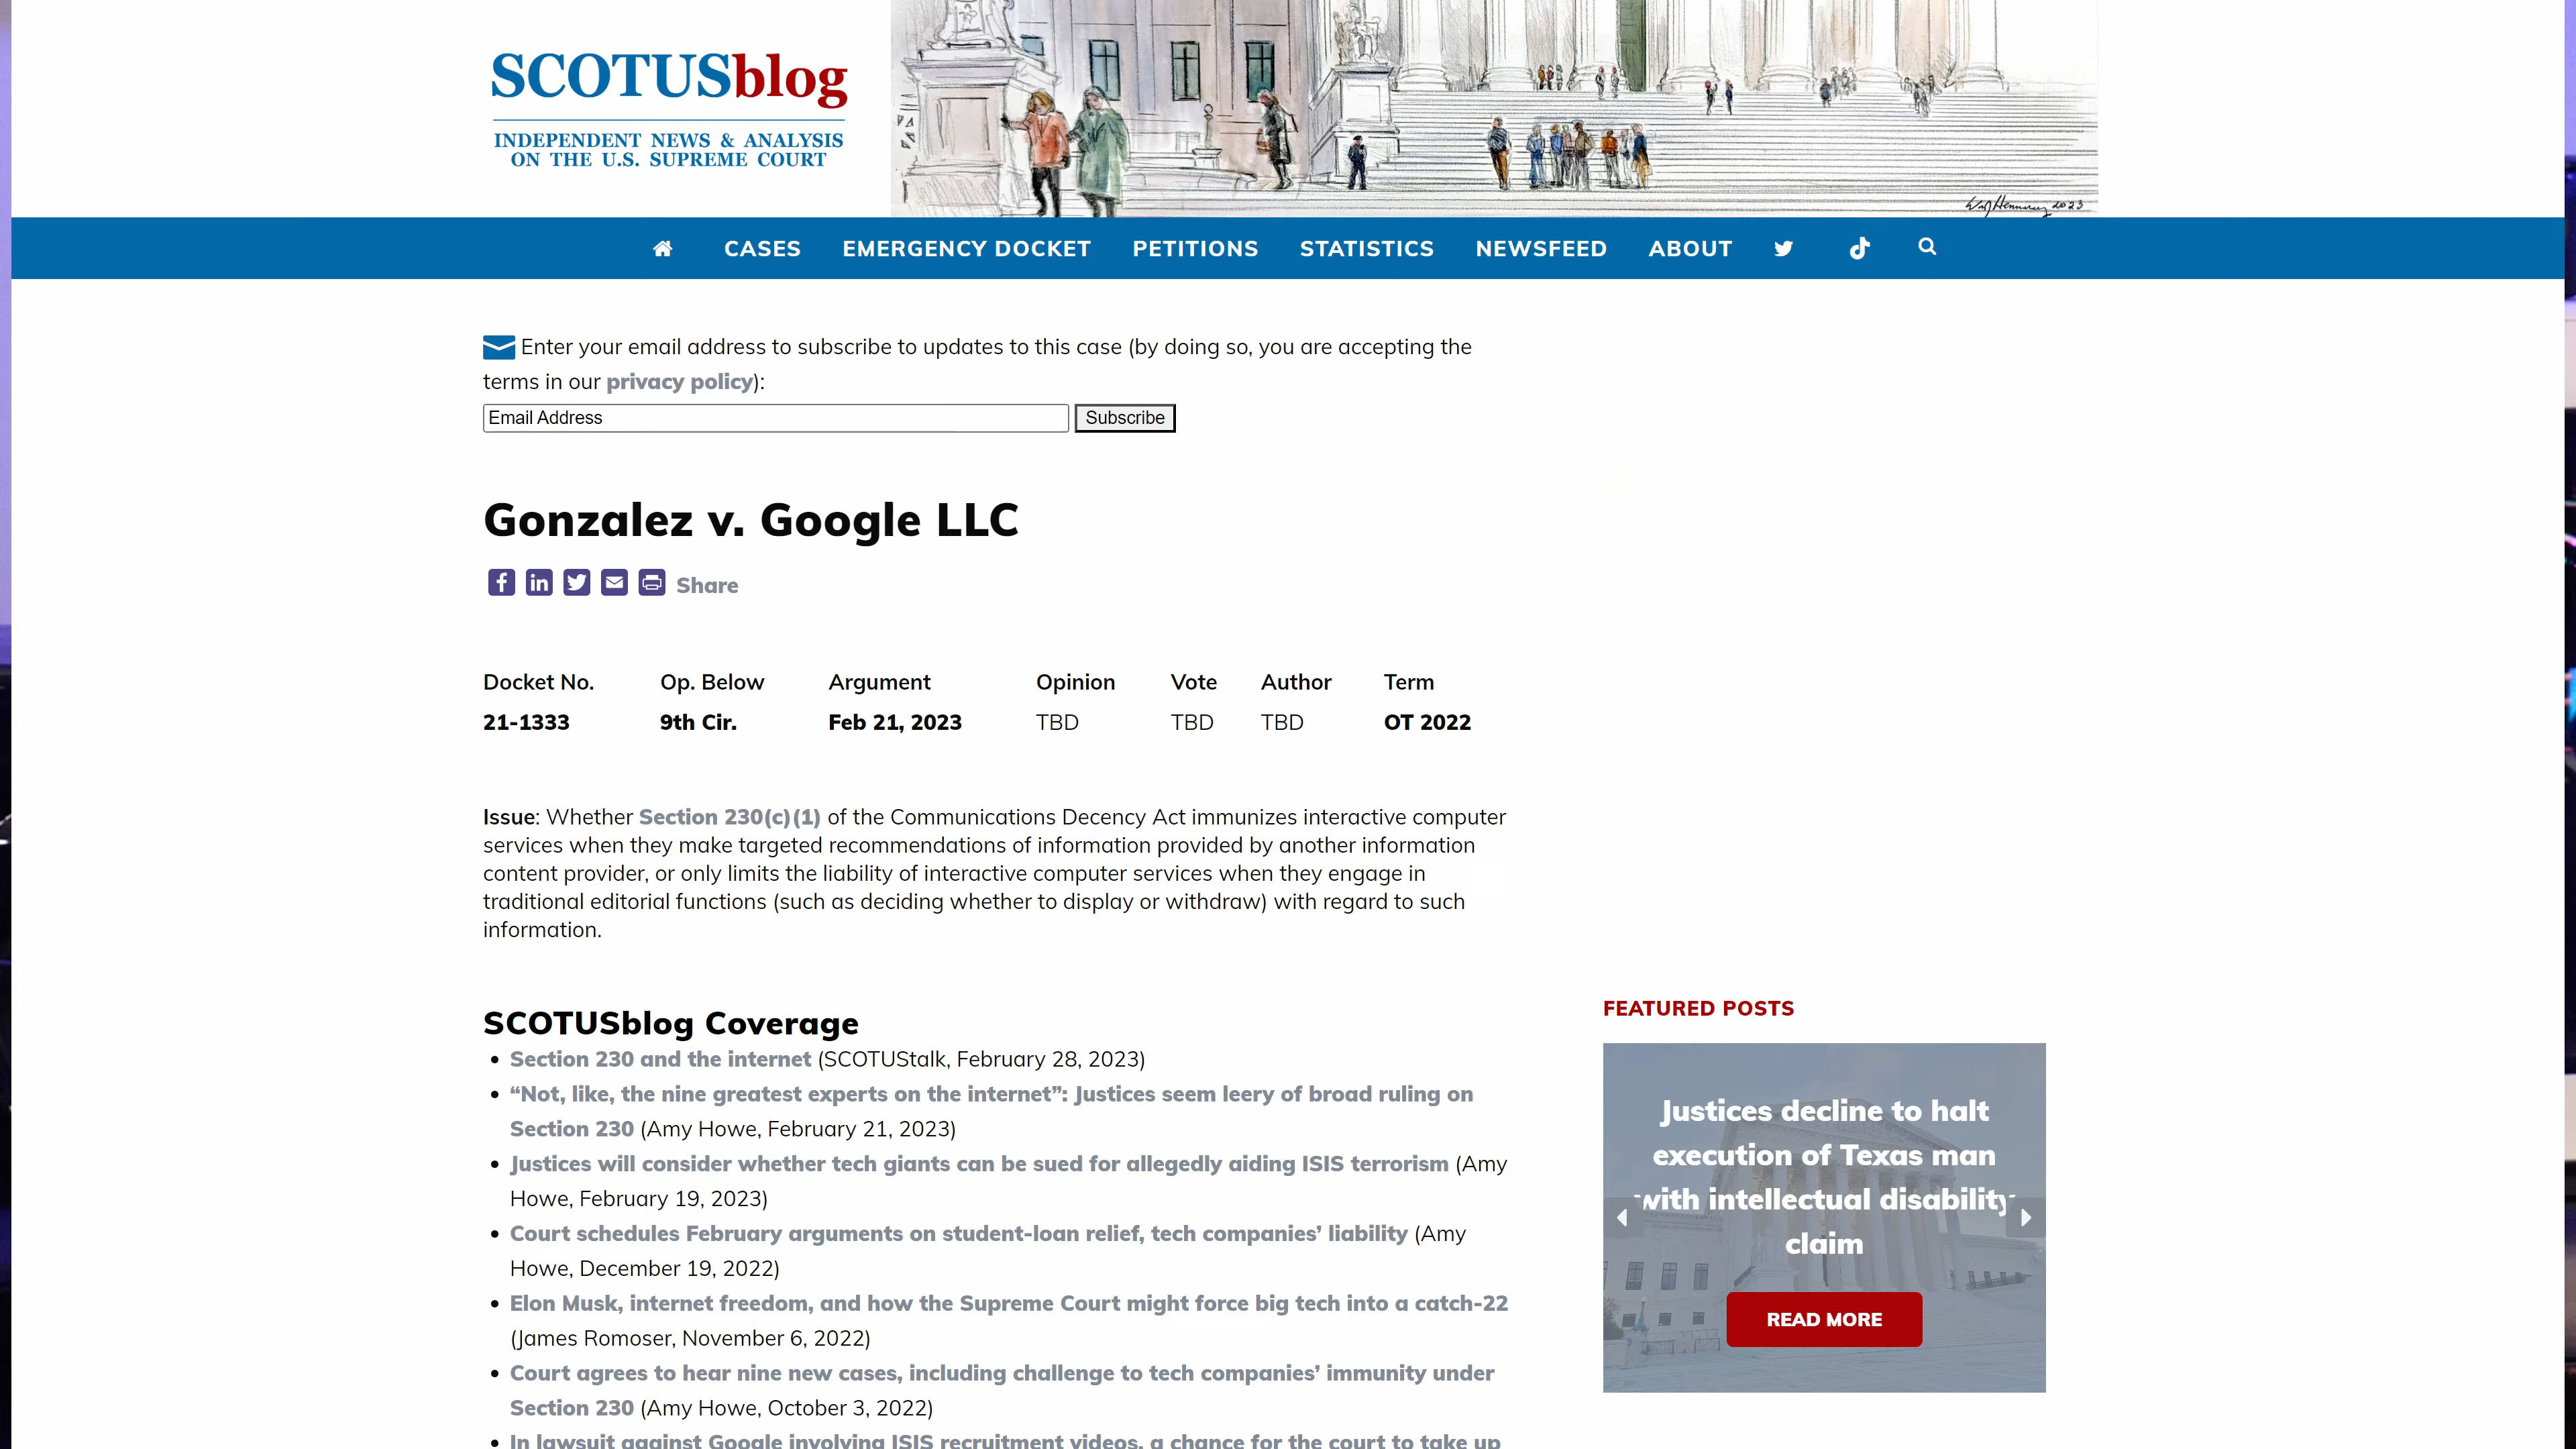 SCOTUSblog
INDEPENDENT NEWS & ANALYSIS
ON THE U.S. SUPREME COURT
2023
CASES EMERGENCY DOCKET PETITIONS STATISTICS NEWSFEED ABOUT
Enter your email address to subscribe to updates to this case (by doing so, you are accepting the
terms in our privacy policy):
Email Address Subscribe
Gonzalez v. Google LLC
Share
Docket No. Op. Below Argument Opinion Vote Author Term
21-1333 9th Cir. Feb 21, 2023 TBD TBD TBD OT 2022
Issue: Whether Section 230(c)(1) of the Communications Decency Act immunizes interactive computer
services when they make targeted recommendations of information provided by another information
content provider, or only limits the liability of interactive computer services when they engage in
traditional editorial functions (such as deciding whether to display or withdraw) with regard to such
information.
SCOTUSblog Coverage
• Section 230 and the internet (SCOTUStalk, February 28, 2023)
• “Not, like, the nine greatest experts on the internet”: Justices seem leery of broad ruling on
Section 230 (Amy Howe, February 21, 2023)
• Justices will consider whether tech giants can be sued for allegedly aiding ISIS terrorism (Amy
Howe, February 19, 2023)
• Court schedules February arguments on student-loan relief, tech companies’ liability (Amy
Howe, December 19, 2022)
• Elon Musk, internet freedom, and how the Supreme Court might force big tech into a catch-22
(James Romoser, November 6, 2022)
• Court agrees to hear nine new cases, including challenge to tech companies’ immunity under
Section 230 (Amy Howe, October 3, 2022)
• In lawsuit against Google involving ISIS recruitment videos, a chance for the court to take up
FEATURED POSTS
Justices decline to halt
execution of Texas man
with intellectual disability
claim
READ MORE